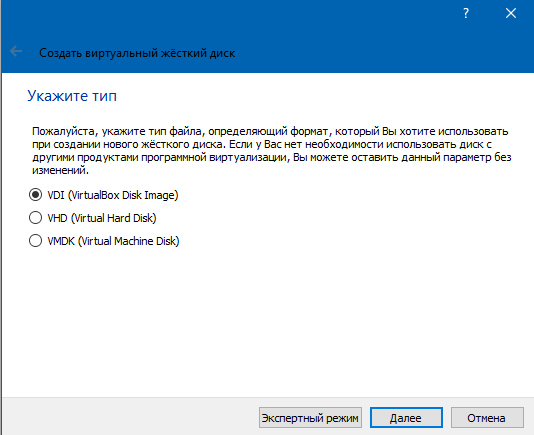 ?
Создать виртуальный жёсткий диск
Укажите тип
Пожалуйста, укажите тип файла, определяющий формат, который Вы хотите использовать
при создании нового жёсткого диска. Если у Вас нет необходимости использовать диск с
другими продуктами программной виртуализации, Вы можете оставить данный параметр без
изменений.
VDI (VirtualBox Disk Image)
VHD (Virtual Hard Disk)
VMDK (Virtual Machine Disk)
Экспертный режим Далее Отмена